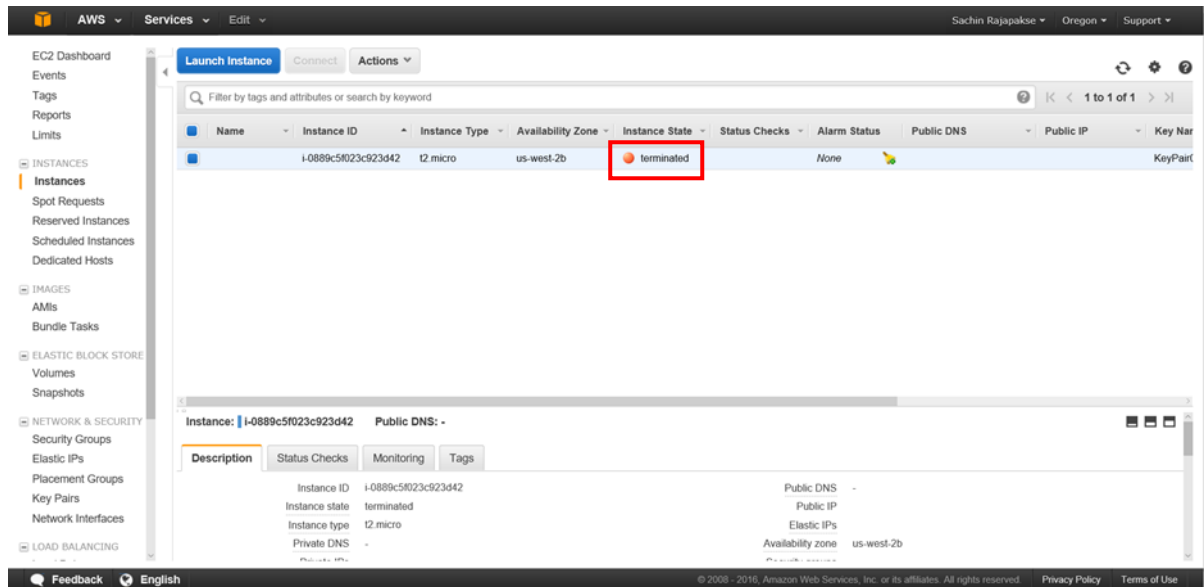 AWS Services Edit Sachin Rajapakse Oregon Support
EC2 Dashboard
Events
Tags
Reports
Limits
INSTANCES
Instances
Spot Requests
Reserved Instances
Scheduled Instances
Dedicated Hosts
IMAGES
AMIs
Bundle Tasks
ELASTIC BLOCK STORE
Volumes
Snapshots
NETWORK & SECURITY
Security Groups
Elastic IPs
Placement Groups
Key Pairs
Network Interfaces
LOAD BALANCING
Launch Instance Connect Actions
Filter by tags and attributes or search by keyword 1 to 1 of 1
Name Instance ID Instance Type Availability Zone Instance State Status Checks Alarm Status Public DNS Public IP Key Nar
i-0889c5f023c923d42 t2.micro us-west-2b terminated None KeyPair
Instance: i-0889c5f023c923d42 Public DNS: -
Description Status Checks Monitoring Tags
Instance ID i-0889c5f023c923d42 Public DNS -
Instance state terminated Public IP
Instance type t2.micro Elastic IPs
Private DNS - Availability zone us-west-2b
Feedback English © 2008 - 2016, Amazon Web Services, Inc. or its affiliates. All rights reserved. Privacy Policy Terms of Use